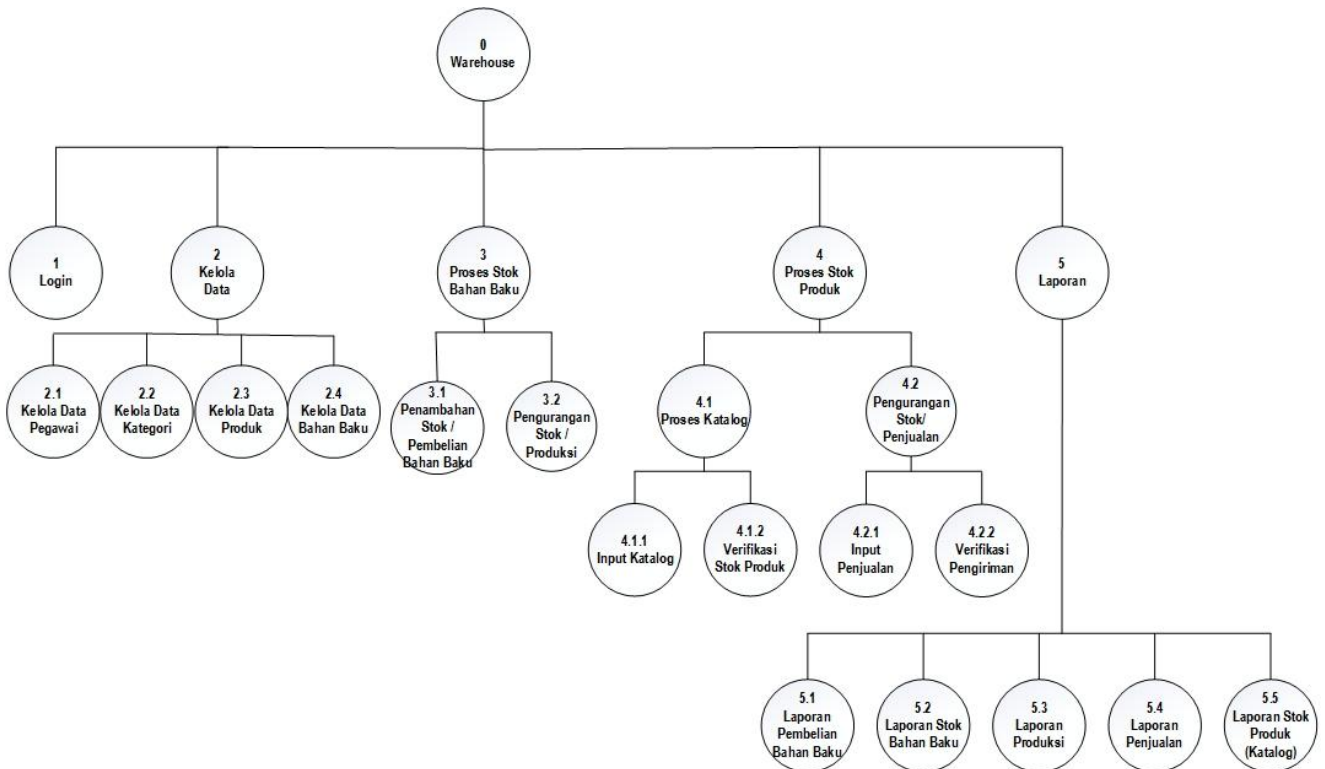 0
Warehouse
1
Login
2
Kelola
Data
3
Proses Stok
Bahan Baku
4
Proses Stok
Produk
5
Laporan
2.1
Kelola Data
Pegawai
2.2
Kelola Data
Kategori
2.3
Kelola Data
Produk
2.4
Kelola Data
Bahan Baku
3.1
Penambahan
Stok /
Pembelian
Bahan Baku
3.2
Pengurangan
Stok /
Produksi
4.1
Proses Katalog
4.2
Pengurangan
Stok/
Penjualan
4.1.1
Input Katalog
4.1.2
Verifikasi
Stok Produk
4.2.1
Input
Penjualan
4.2.2
Verifikasi
Pengiriman
5.1
Laporan
Pembelian
Bahan Baku
5.2
Laporan Stok
Bahan Baku
5.3
Laporan
Produksi
5.4
Laporan
Penjualan
5.5
Laporan Stok
Produk
(Katalog)